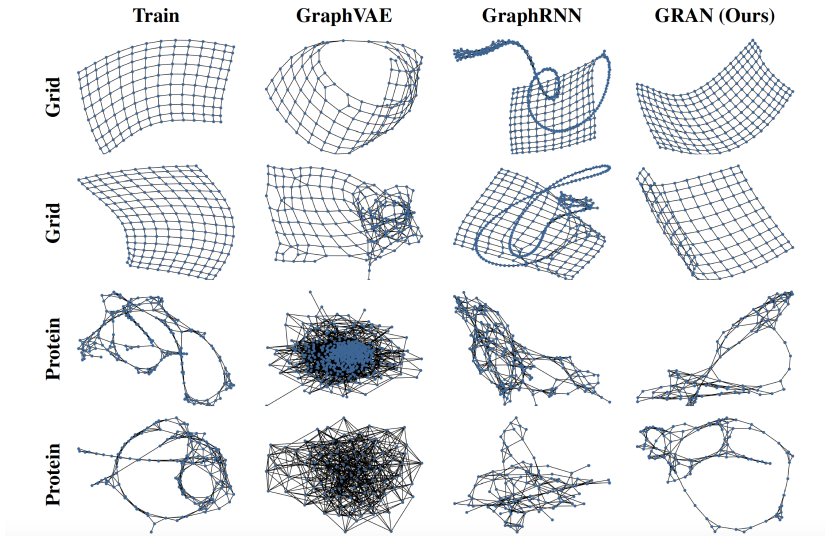 Train GraphVAE GraphRNN GRAN (Ours)
Grid
Grid
Protein
Protein